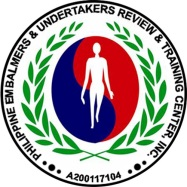 PHILIPPINE EMBALMERS & UNDERTAKERS REVIEW & TRAINING CENTER, INC.
A200117104